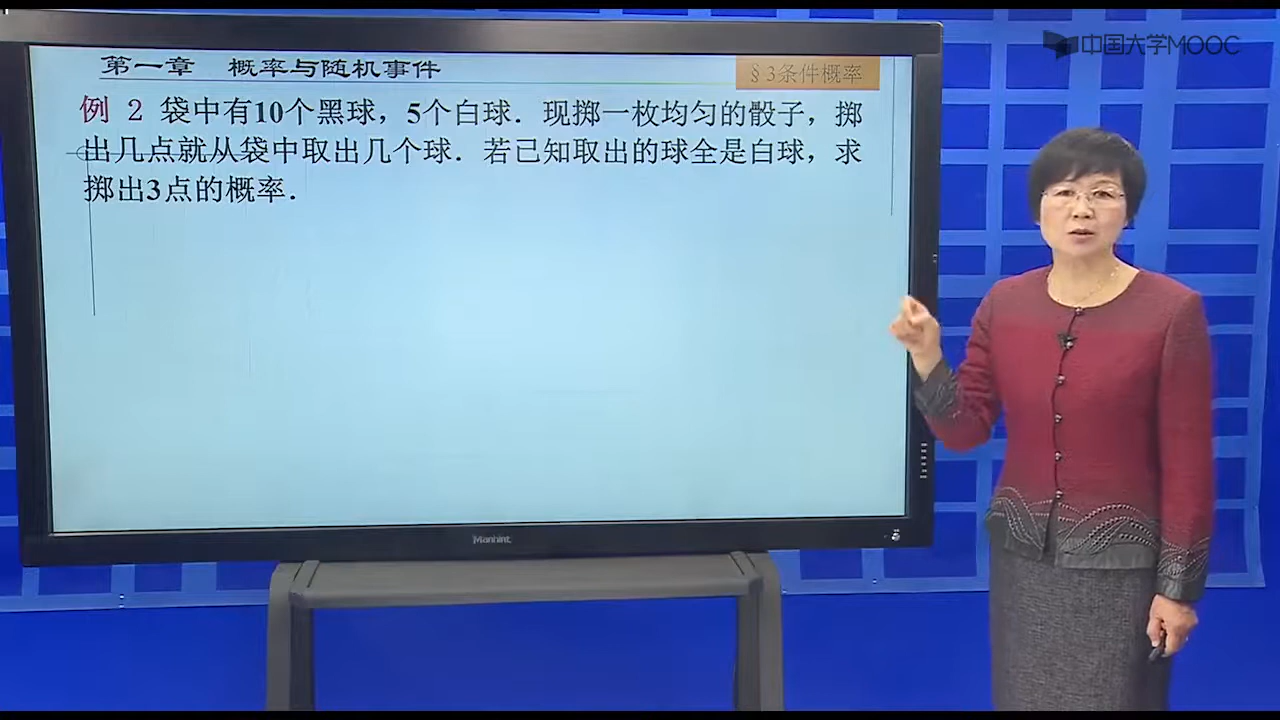 中国大学MOOC
第一章 概率与随机事件
§3条件概率
例 2 袋中有10个黑球，5个白球．现掷一枚均匀的骰子，掷
出几点就从袋中取出几个球．若已知取出的球全是白球，求
掷出3点的概率．